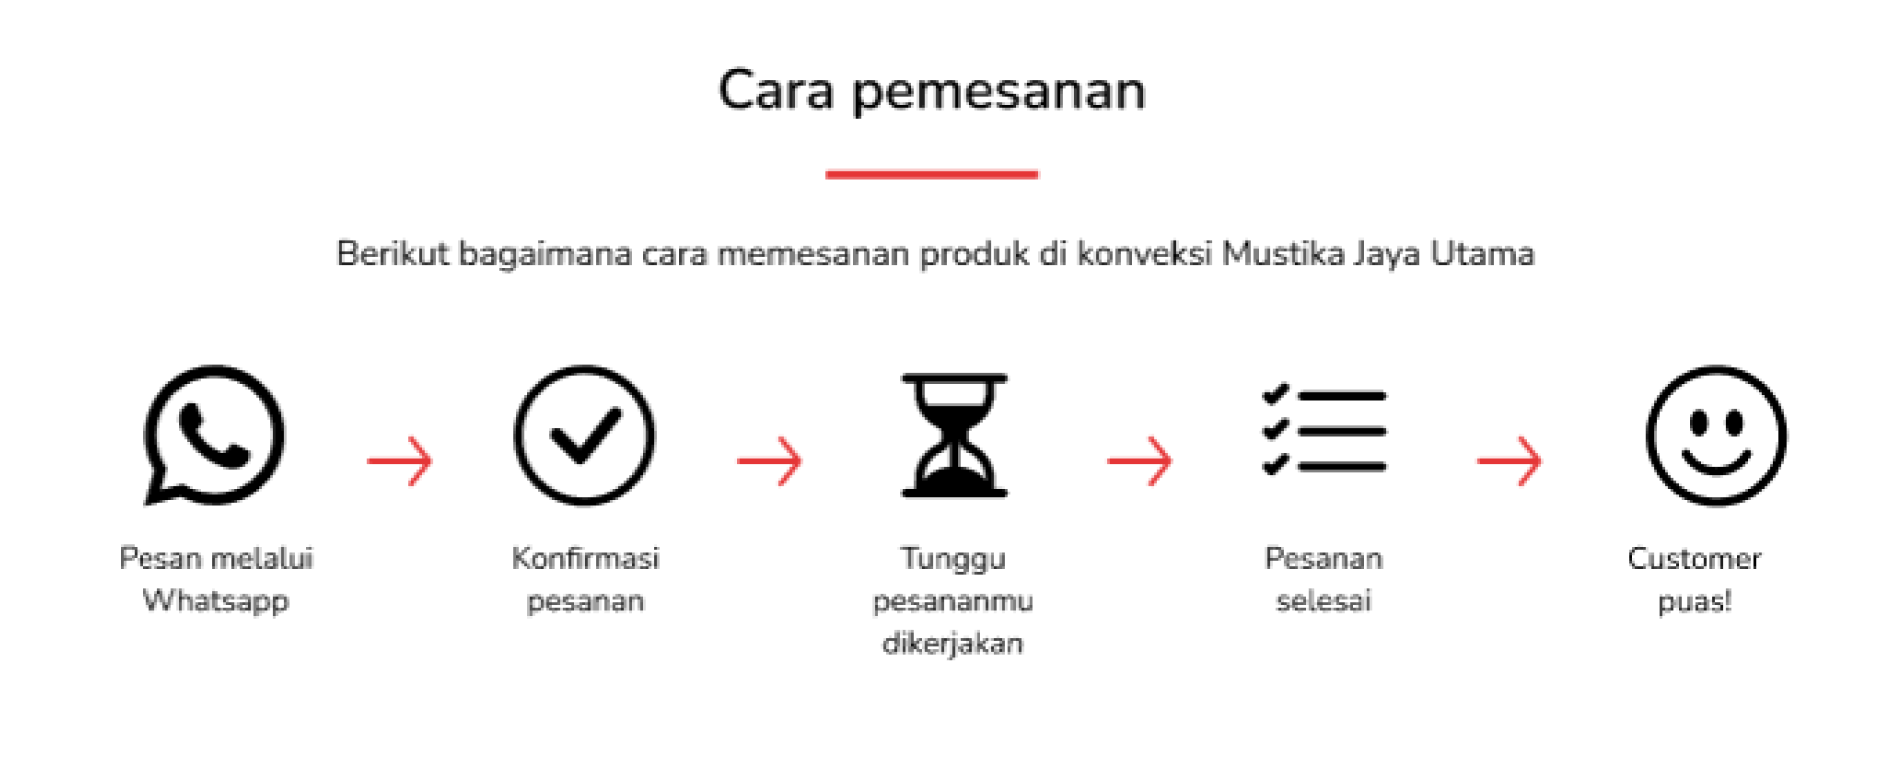 Cara pemesanan
Berikut bagaimana cara memesanan produk di konveksi Mustika Jaya Utama
Pesan melalui
Whatsapp
Konfirmasi
pesanan
Tunggu
pesananmu
dikerjakan
Pesanan
selesai
Customer
puas!